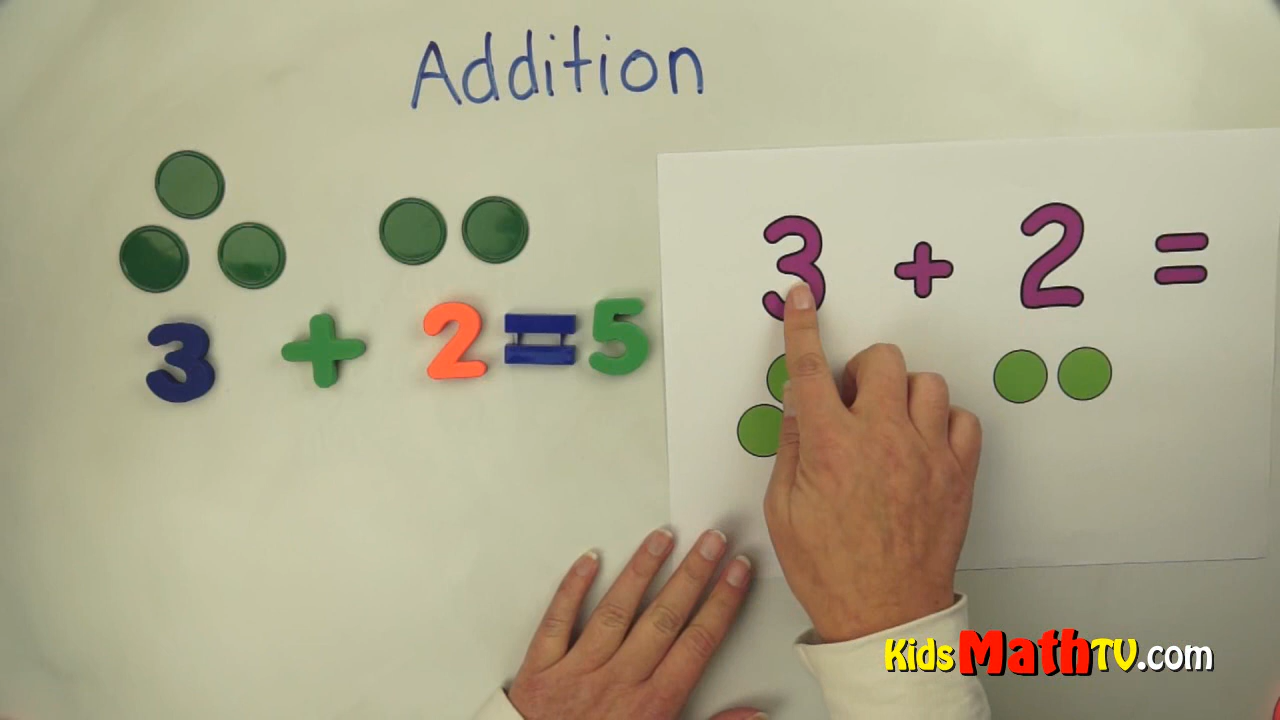 Addition
3 + 2 = 5
3 + 2 =
KidsMathTV.com